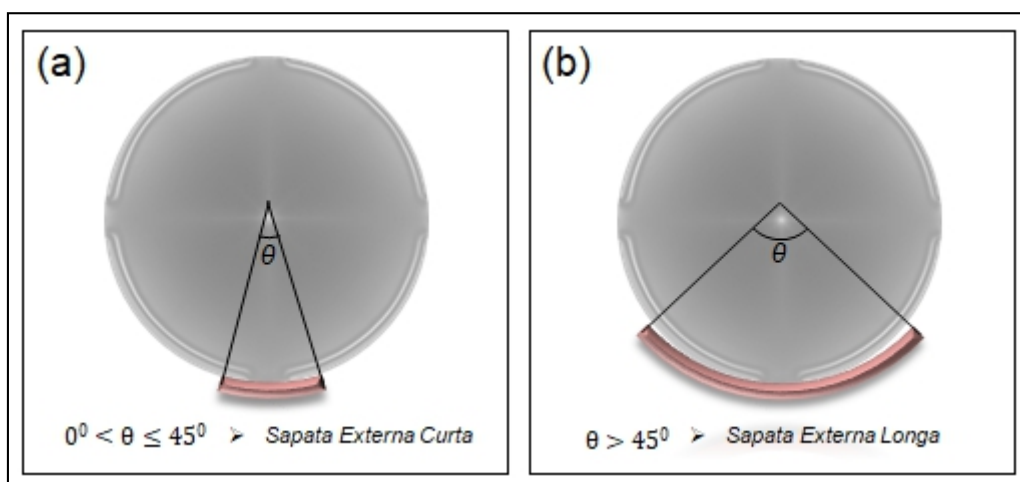 (a)
θ
0⁰ < θ ≤ 45⁰ ➢ Sapata Externa Curta
(b)
θ
θ > 45⁰ ➢ Sapata Externa Longa